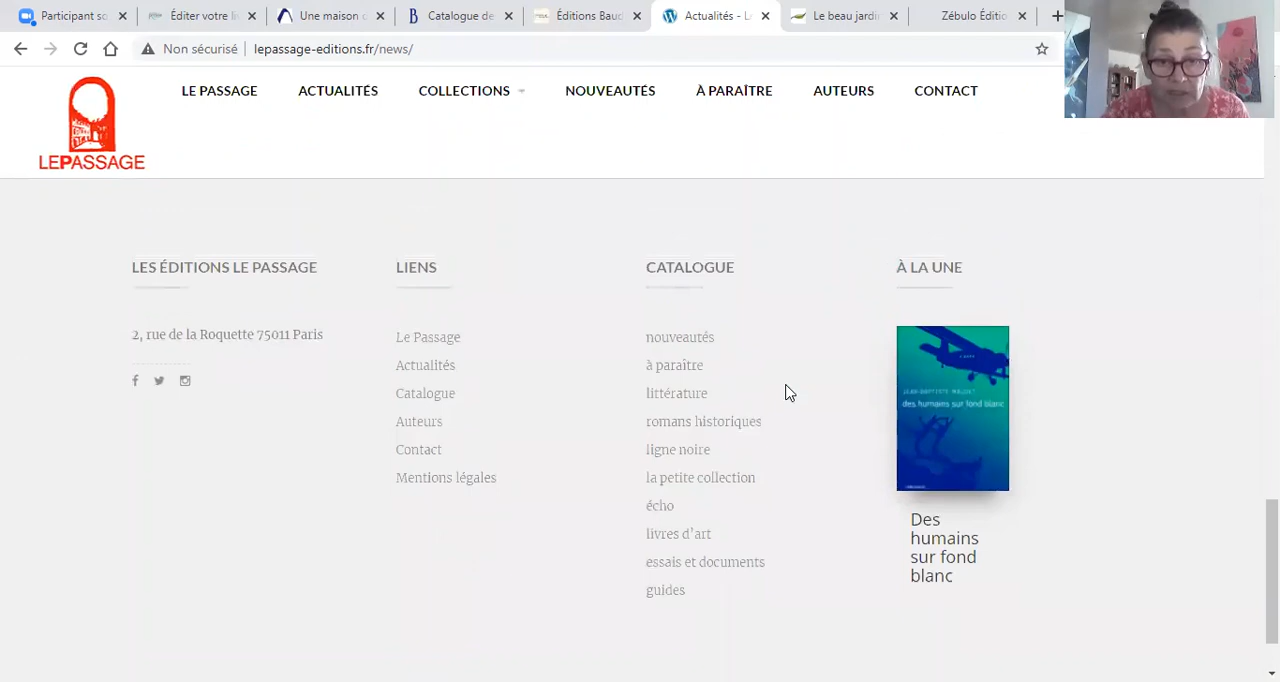 Participant sc
Éditer votre li
Une maison d
Catalogue de
Éditions Baud
Actualités - L
Le beau jardi
Zébulo Éditio
Non sécurisé
lepassage-editions.fr/news/
LE PASSAGE
ACTUALITÉS
COLLECTIONS
NOUVEAUTÉS
À PARAÎTRE
AUTEURS
CONTACT
LEPASSAGE
LES ÉDITIONS LE PASSAGE
2, rue de la Roquette 75011 Paris
LIENS
Le Passage
Actualités
Catalogue
Auteurs
Contact
Mentions légales
CATALOGUE
nouveautés
à paraître
littérature
romans historiques
ligne noire
la petite collection
écho
livres d'art
essais et documents
guides
À LA UNE
des humains sur fond blanc
Des
humains
sur fond
blanc